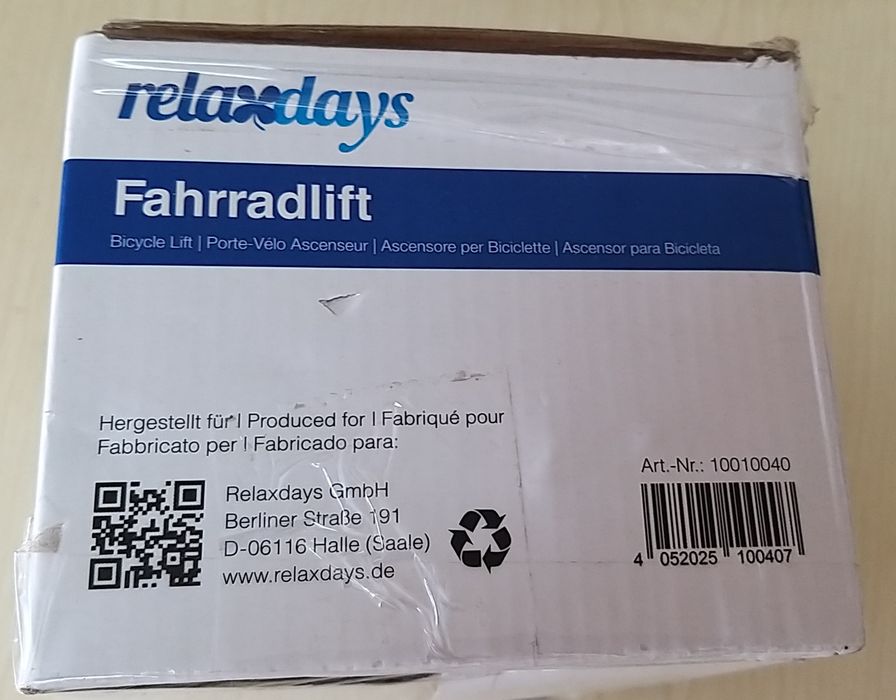 relaxdays
Fahrradlift
Bicycle Lift | Porte-Vélo Ascenseur | Ascensore per Biciclette | Ascensor para Bicicleta
Hergestellt für | Produced for | Fabriqué pour
Fabbricato per | Fabricado para:
Relaxdays GmbH
Berliner Straße 191
D-06116 Halle (Saale)
www.relaxdays.de
Art.-Nr.: 10010040
4 052025 100407